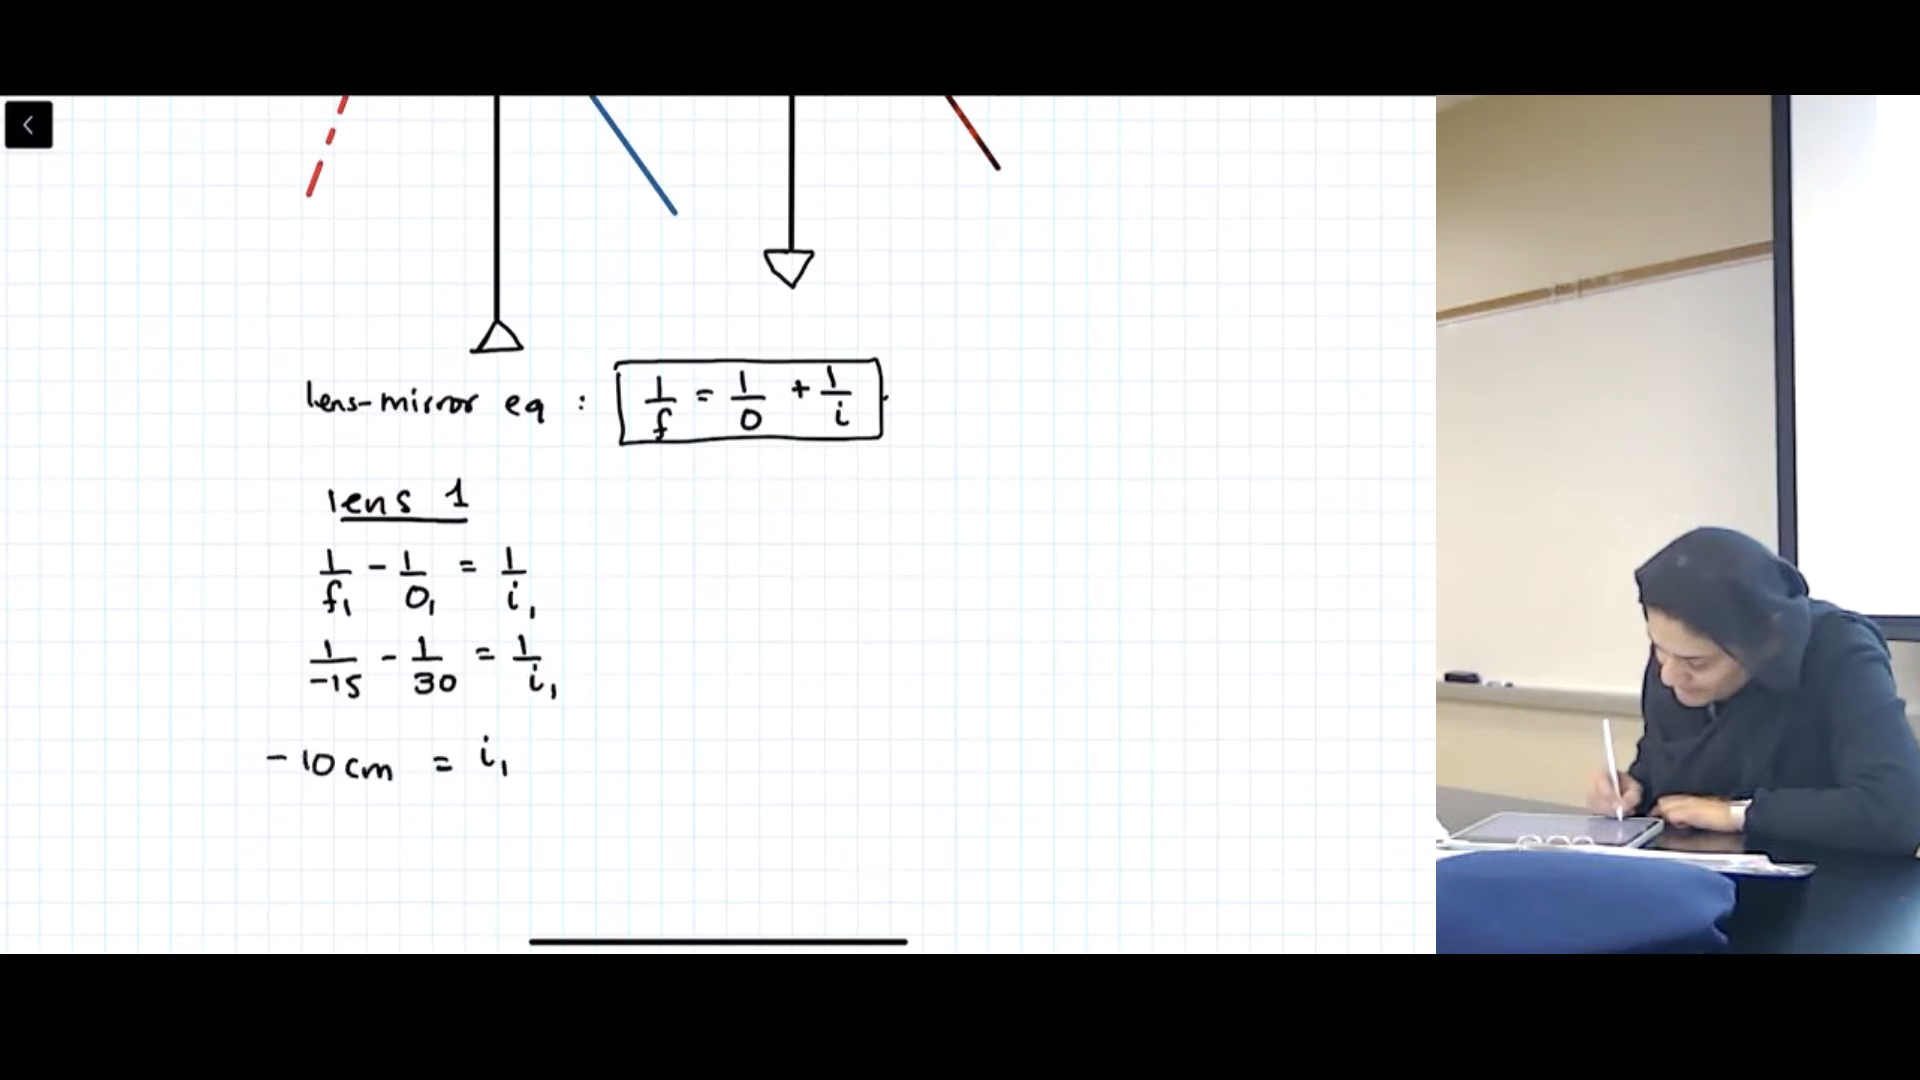 lens-mirror eq : 1/f = 1/o + 1/i
lens 1
1/f₁ - 1/o₁ = 1/i₁
1/-15 - 1/30 = 1/i₁
-10 cm = i₁